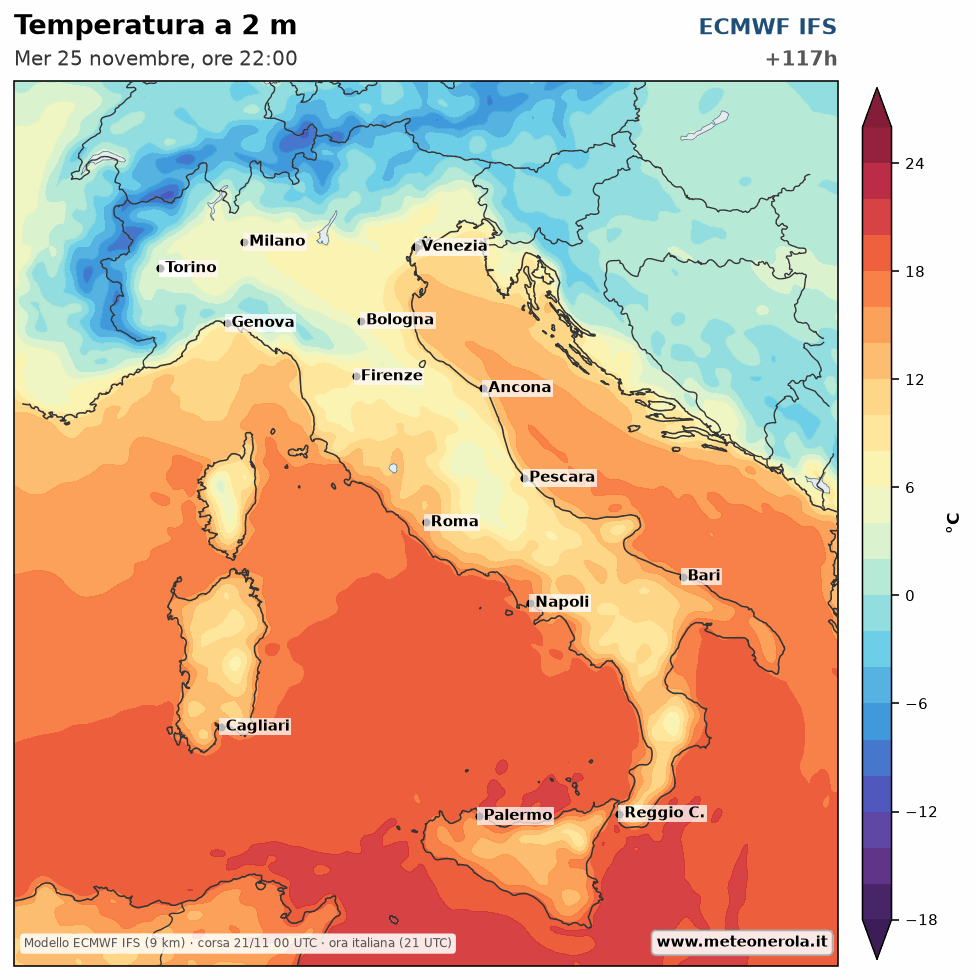 Temperatura a 2 m
ECMWF IFS
Mer 25 novembre, ore 22:00
+117h
Milano
Venezia
Torino
Genova
Bologna
Firenze
Ancona
Pescara
Roma
Bari
Napoli
Cagliari
Palermo
Reggio C.
24
18
12
6
0
−6
−12
−18
°C
Modello ECMWF IFS (9 km) · corsa 21/11 00 UTC · ora italiana (21 UTC)
www.meteonerola.it